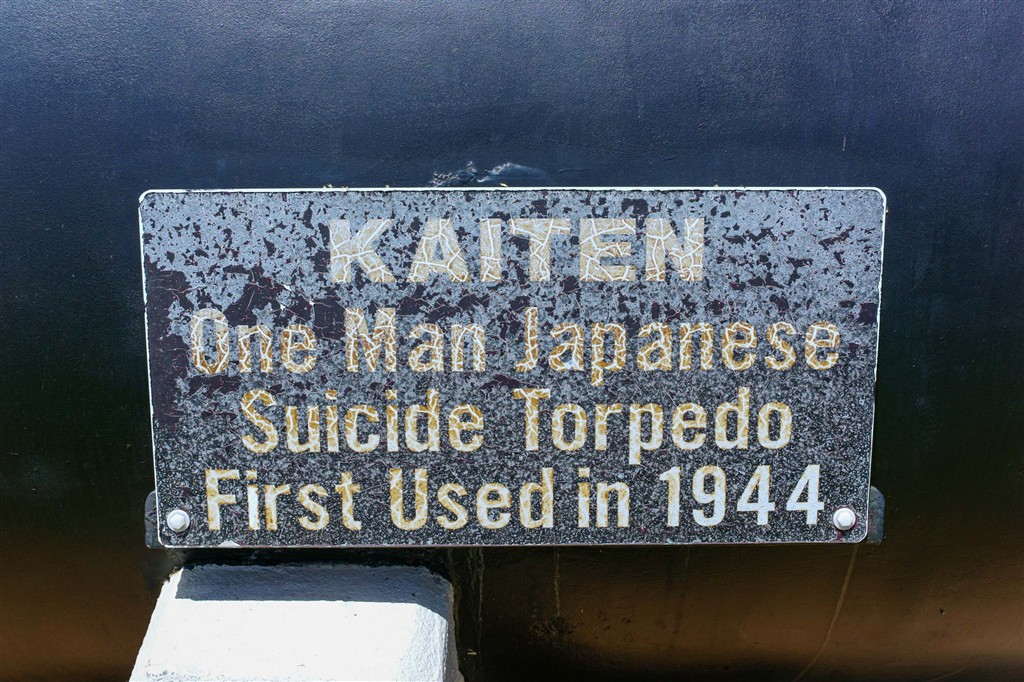 KAITEN
One Man Japanese
Suicide Torpedo
First Used in 1944